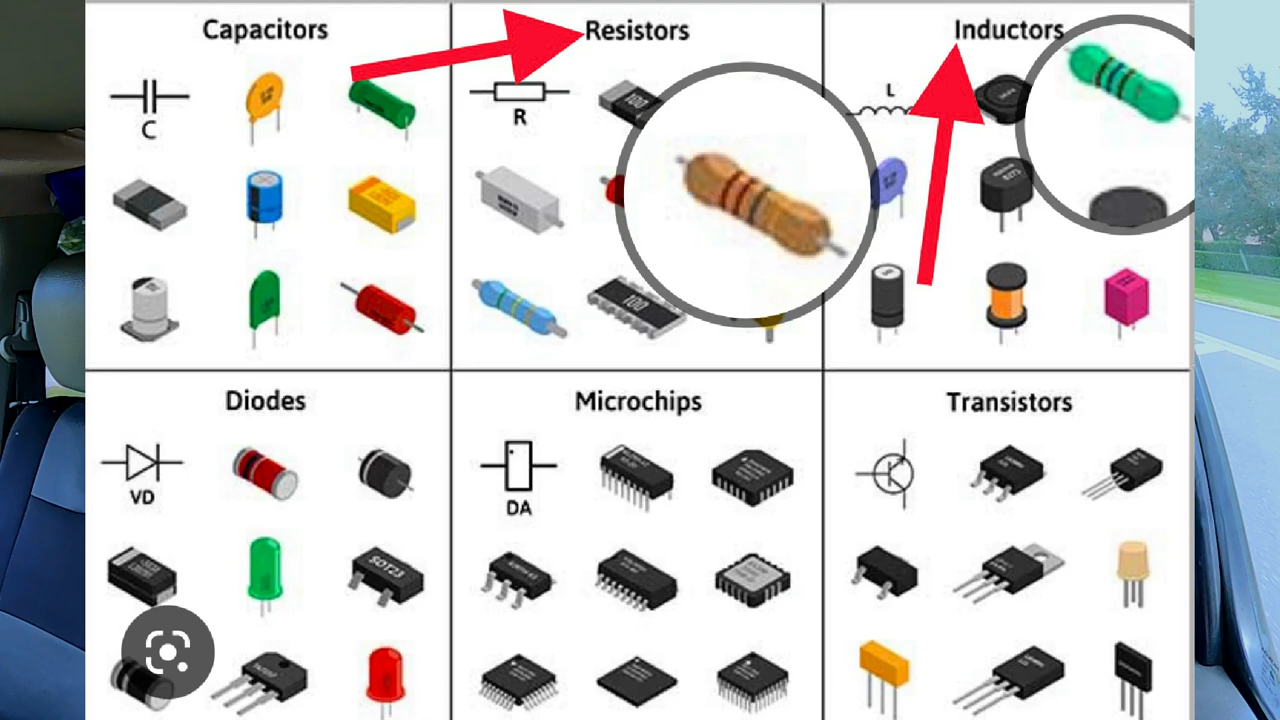 Capacitors
Resistors
Inductors
C
R
100
L
100
Diodes
Microchips
Transistors
VD
DA
SOT23